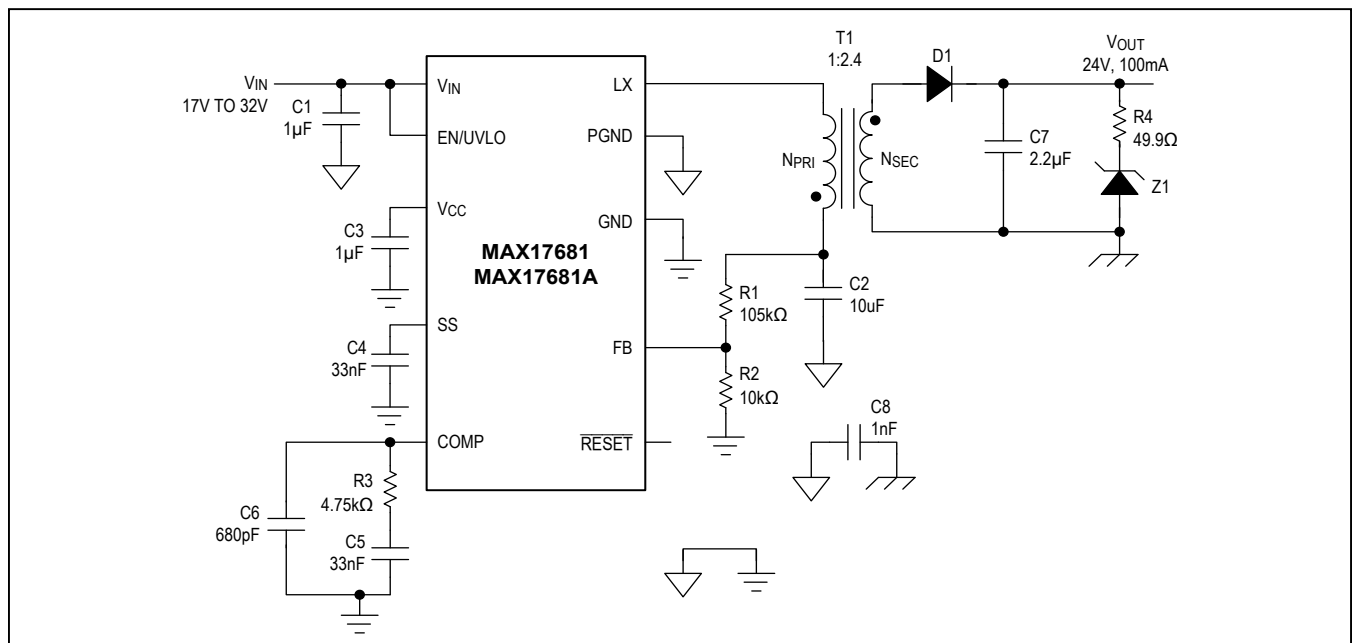 VIN
17V TO 32V
C1
1µF
VIN
EN/UVLO
VCC
C3
1µF
SS
C4
33nF
COMP
R3
4.75kΩ
C6
680pF
C5
33nF
MAX17681
MAX17681A
LX
PGND
GND
FB
RESET
T1
1:2.4
NPRI
NSEC
D1
VOUT
24V, 100mA
C7
2.2µF
R4
49.9Ω
Z1
R1
105kΩ
C2
10uF
R2
10kΩ
C8
1nF